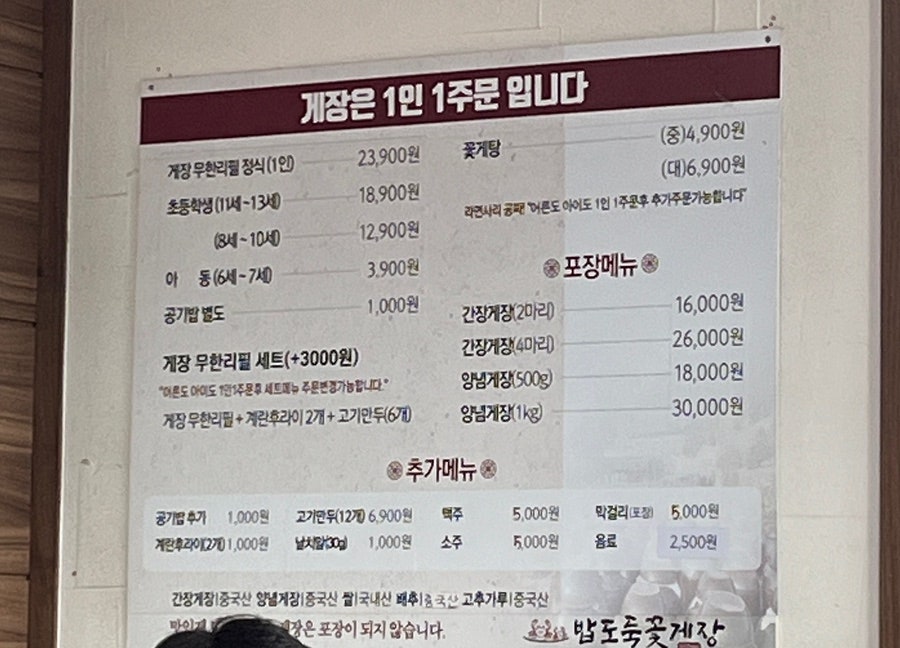 게장은 1인 1주문 입니다
게장 무한리필 정식(1인) 23,900원
초등학생 (11세~13세) 18,900원
(8세~10세) 12,900원
아 동 (6세~7세) 3,900원
공기밥 별도 1,000원
게장 무한리필 세트(+3000원)
"어른도 아이도 1인1주문후 세트메뉴 주문변경가능합니다."
게장 무한리필 + 계란후라이 2개 + 고기만두(6개)
꽃게탕 (중)4,900원
(대)6,900원
라면사리 공짜! "어른도 아이도 1인 1주문후 추가주문가능합니다"
포장메뉴
간장게장(2마리) 16,000원
간장게장(4마리) 26,000원
양념게장(500g) 18,000원
양념게장(1kg) 30,000원
추가메뉴
공기밥 추가 1,000원 고기만두(12개) 6,900원 맥주 5,000원 막걸리(포장) 5,000원
계란후라이(2개) 1,000원 날치알(30g) 1,000원 소주 5,000원 음료 2,500원
간장게장|중국산 양념게장|중국산 쌀|국내산 배추|중국산 고추가루|중국산
게장은 포장이 되지 않습니다.
밥도둑꽃게장